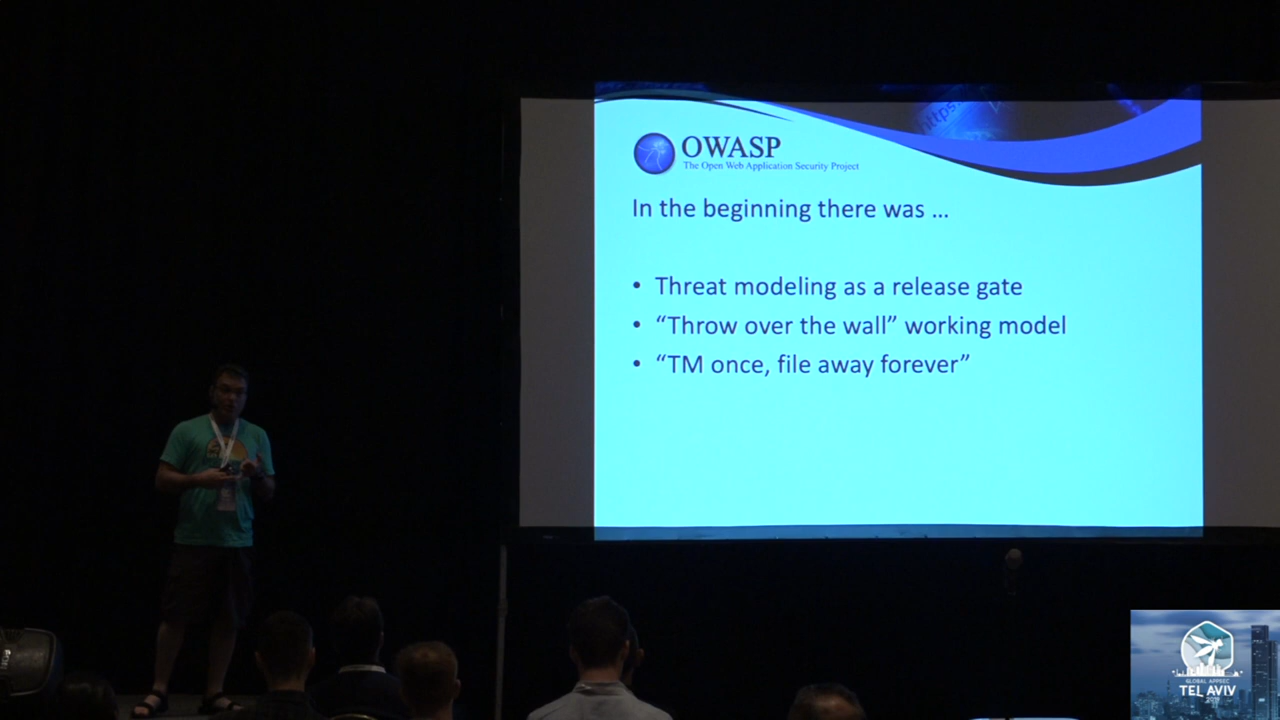 https:
OWASP
The Open Web Application Security Project
In the beginning there was ...
• Threat modeling as a release gate
• “Throw over the wall” working model
• “TM once, file away forever”
GLOBAL APPSEC
TEL AVIV